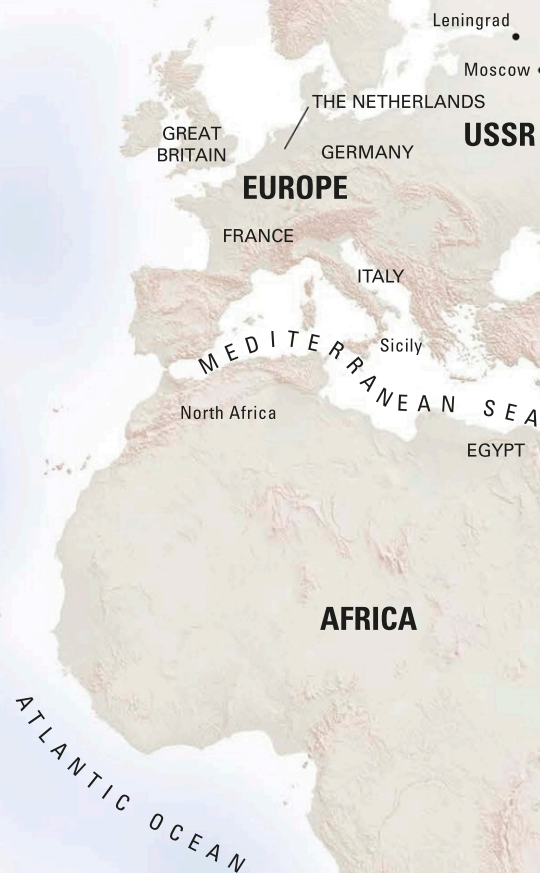 Leningrad
Moscow
THE NETHERLANDS
USSR
GREAT
BRITAIN
GERMANY
EUROPE
FRANCE
ITALY
Sicily
MEDITERRANEAN SEA
North Africa
EGYPT
AFRICA
ATLANTIC OCEAN